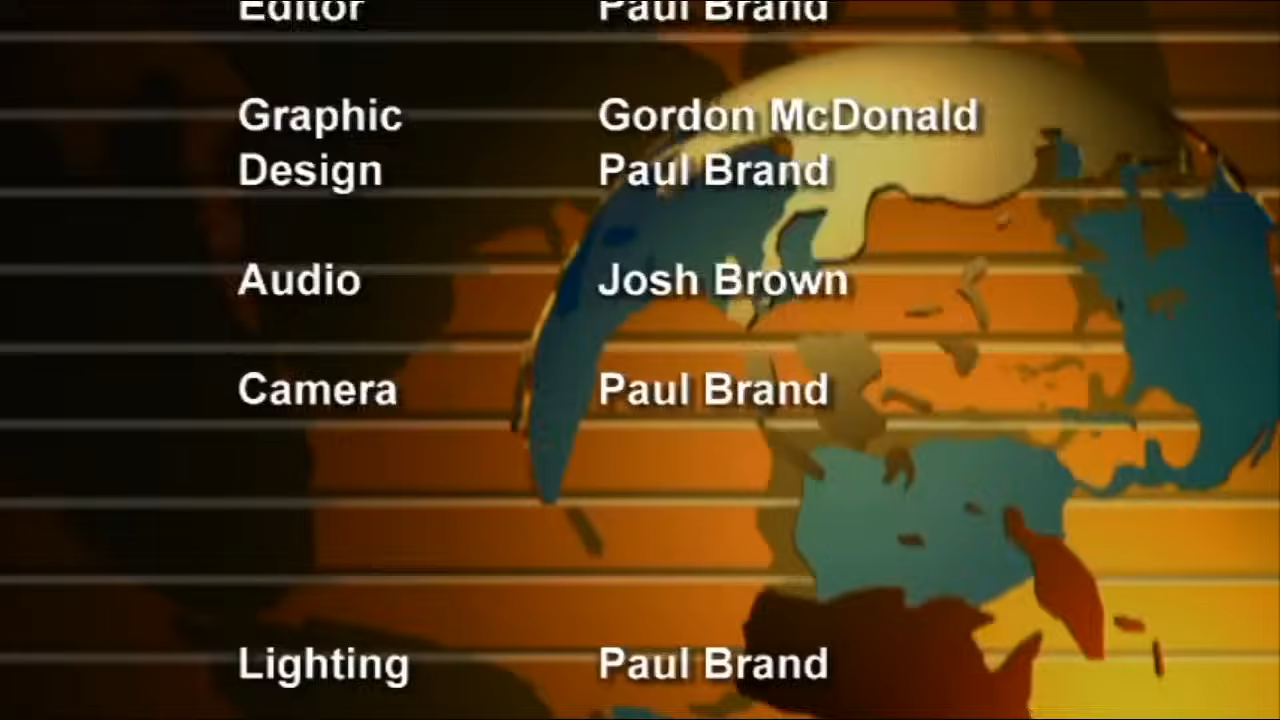 Editor Paul Brand
Graphic Gordon McDonald
Design Paul Brand
Audio Josh Brown
Camera Paul Brand
Lighting Paul Brand